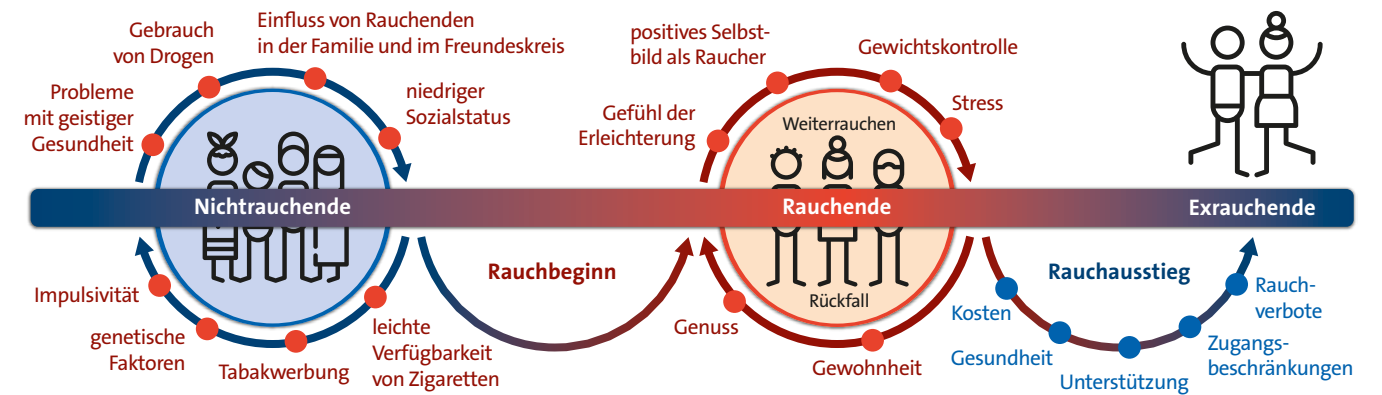 Gebrauch
von Drogen
Einfluss von Rauchenden
in der Familie und im Freundeskreis
Probleme
mit geistiger
Gesundheit
niedriger
Sozialstatus
Nichtrauchende
Impulsivität
genetische
Faktoren
Tabakwerbung
leichte
Verfügbarkeit
von Zigaretten
Rauchbeginn
positives Selbst-
bild als Raucher
Gewichtskontrolle
Gefühl der
Erleichterung
Stress
Weiterrauchen
Rauchende
Rückfall
Genuss
Gewohnheit
Exrauchende
Rauchausstieg
Kosten
Gesundheit
Unterstützung
Zugangs-
beschränkungen
Rauch-
verbote